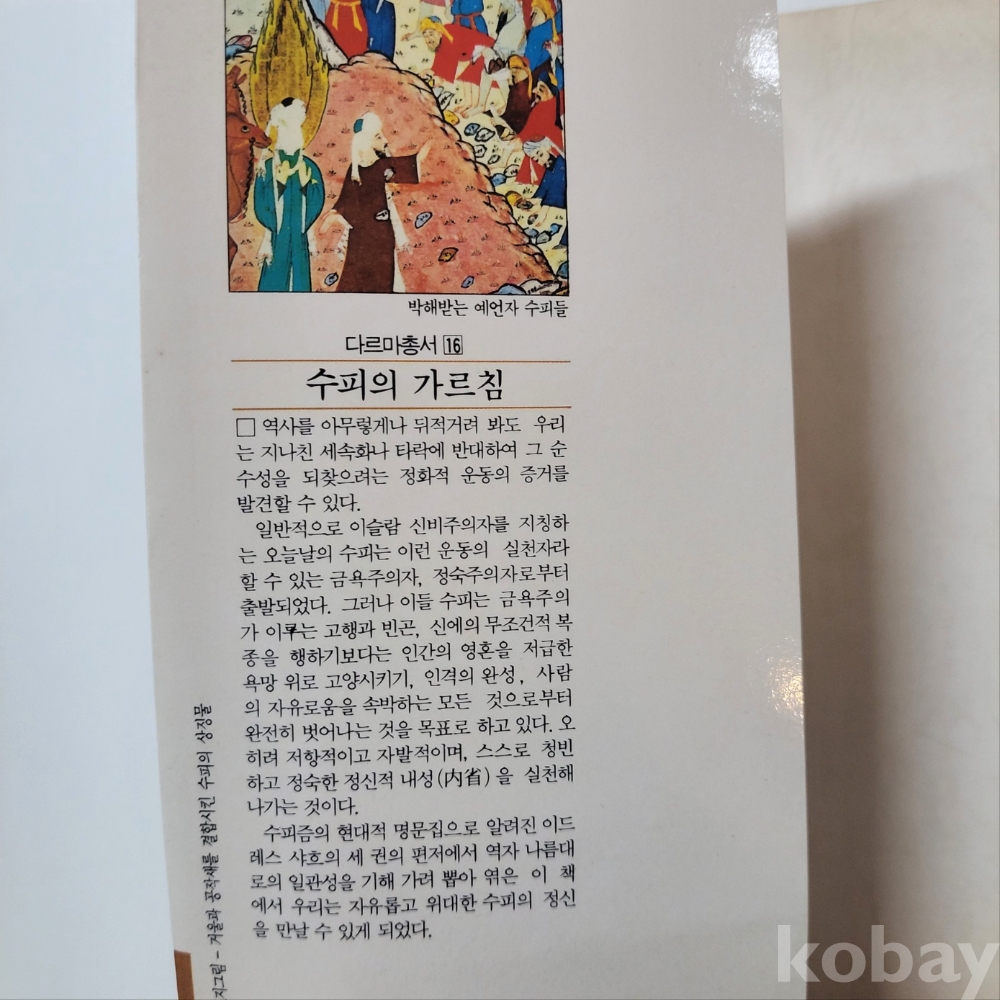 박해받는 예언자 수피들
다르마총서 16
수피의 가르침
□ 역사를 아무렇게나 뒤적거려 봐도 우리
는 지나친 세속화나 타락에 반대하여 그 순
수성을 되찾으려는 정화적 운동의 증거를
발견할 수 있다.
일반적으로 이슬람 신비주의자를 지칭하
는 오늘날의 수피는 이런 운동의 실천자라
할 수 있는 금욕주의자, 정숙주의자로부터
출발되었다. 그러나 이들 수피는 금욕주의
가 이루는 고행과 빈곤, 신에의 무조건적 복
종을 행하기보다는 인간의 영혼을 저급한
욕망 위로 고양시키기, 인격의 완성, 사람
의 자유로움을 속박하는 모든 것으로부터
완전히 벗어나는 것을 목표로 하고 있다. 오
히려 저항적이고 자발적이며, 스스로 청빈
하고 정숙한 정신적 내성(内省)을 실천해
나가는 것이다.
수피즘의 현대적 명문집으로 알려진 이드
레스 샤흐의 세 권의 편저에서 역자 나름대
로의 일관성을 기해 가려 뽑아 엮은 이 책
에서 우리는 자유롭고 위대한 수피의 정신
을 만날 수 있게 되었다.
지그림 - 거울과 공작새를 결합시킨 수피의 상징물
kobay